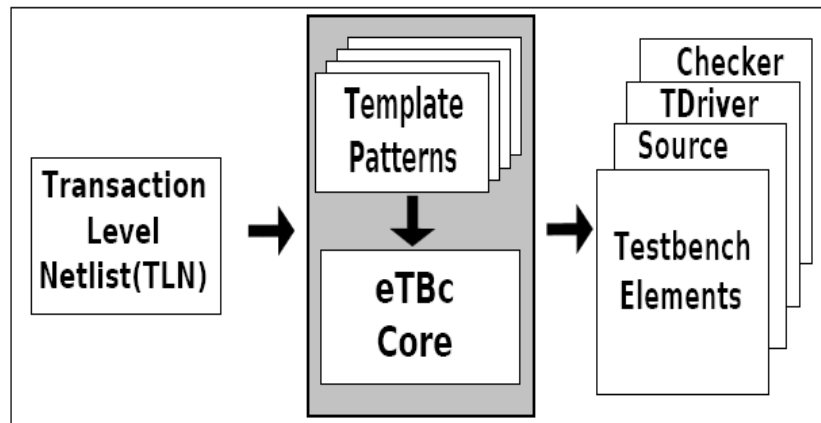 Transaction
Level
Netlist(TLN)
Template
Patterns
eTBc
Core
Checker
TDriver
Source
Testbench
Elements